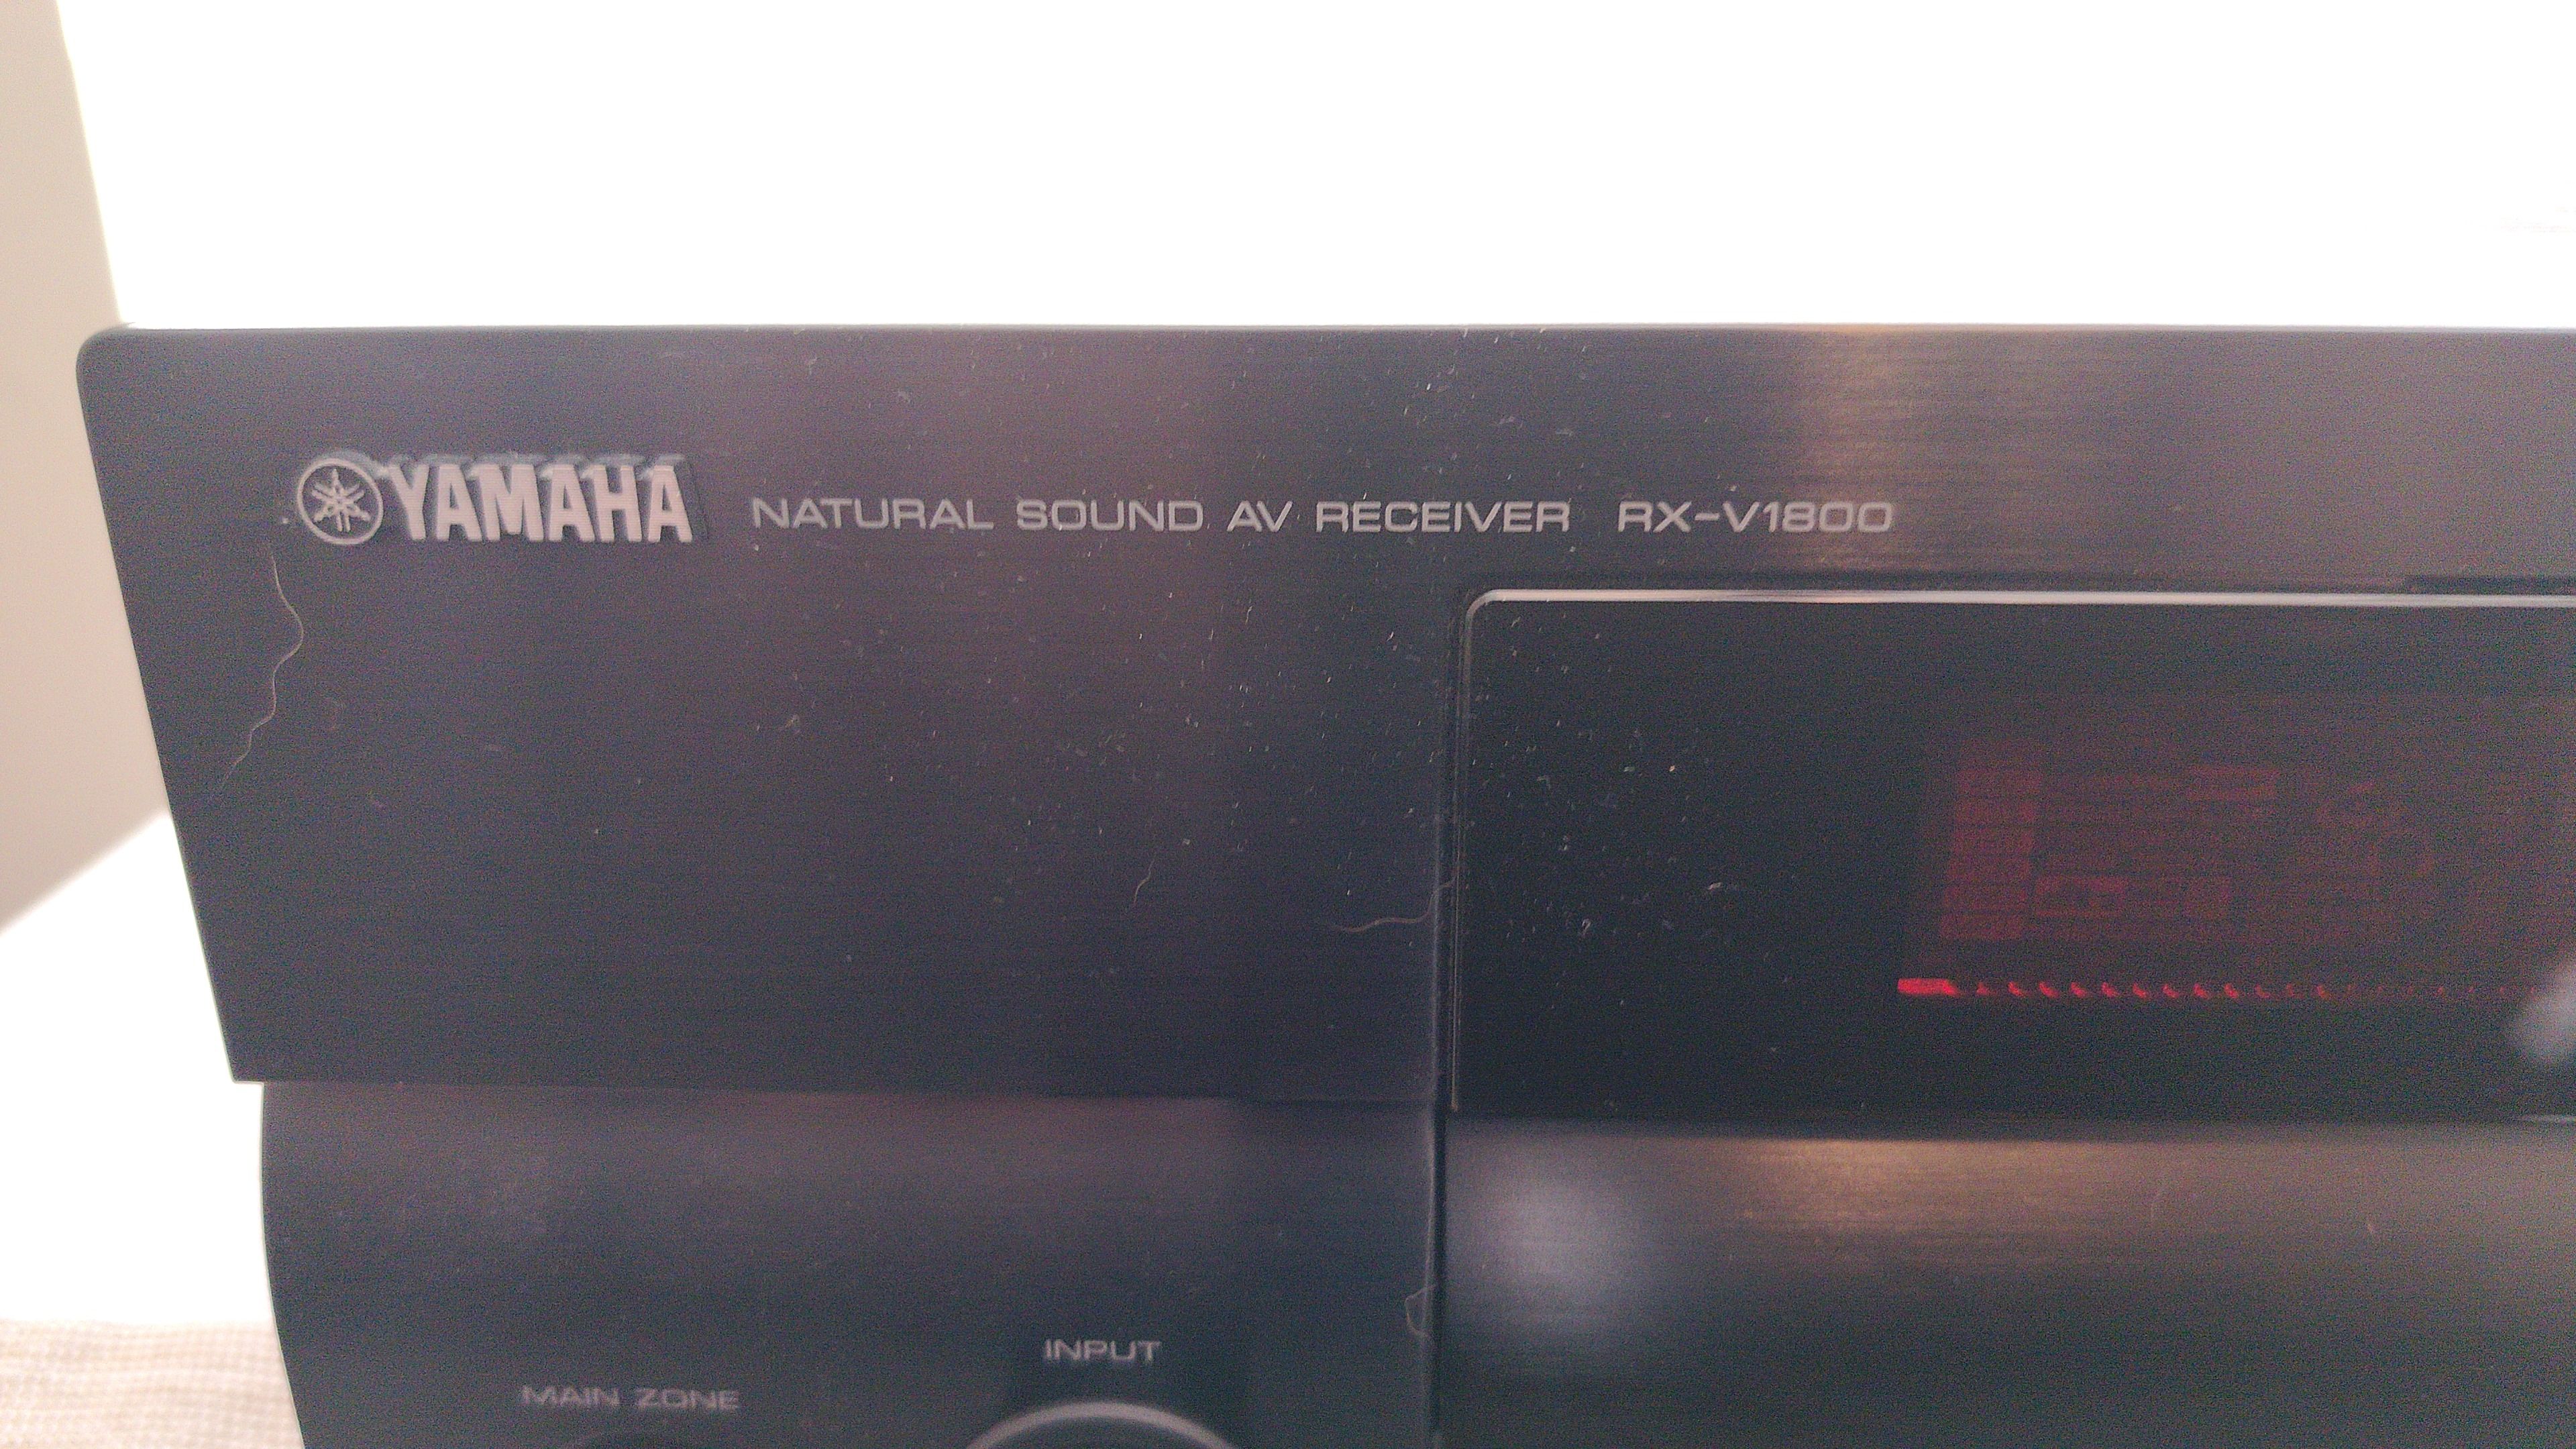 YAMAHA NATURAL SOUND AV RECEIVER RX-V1800
INPUT
MAIN ZONE